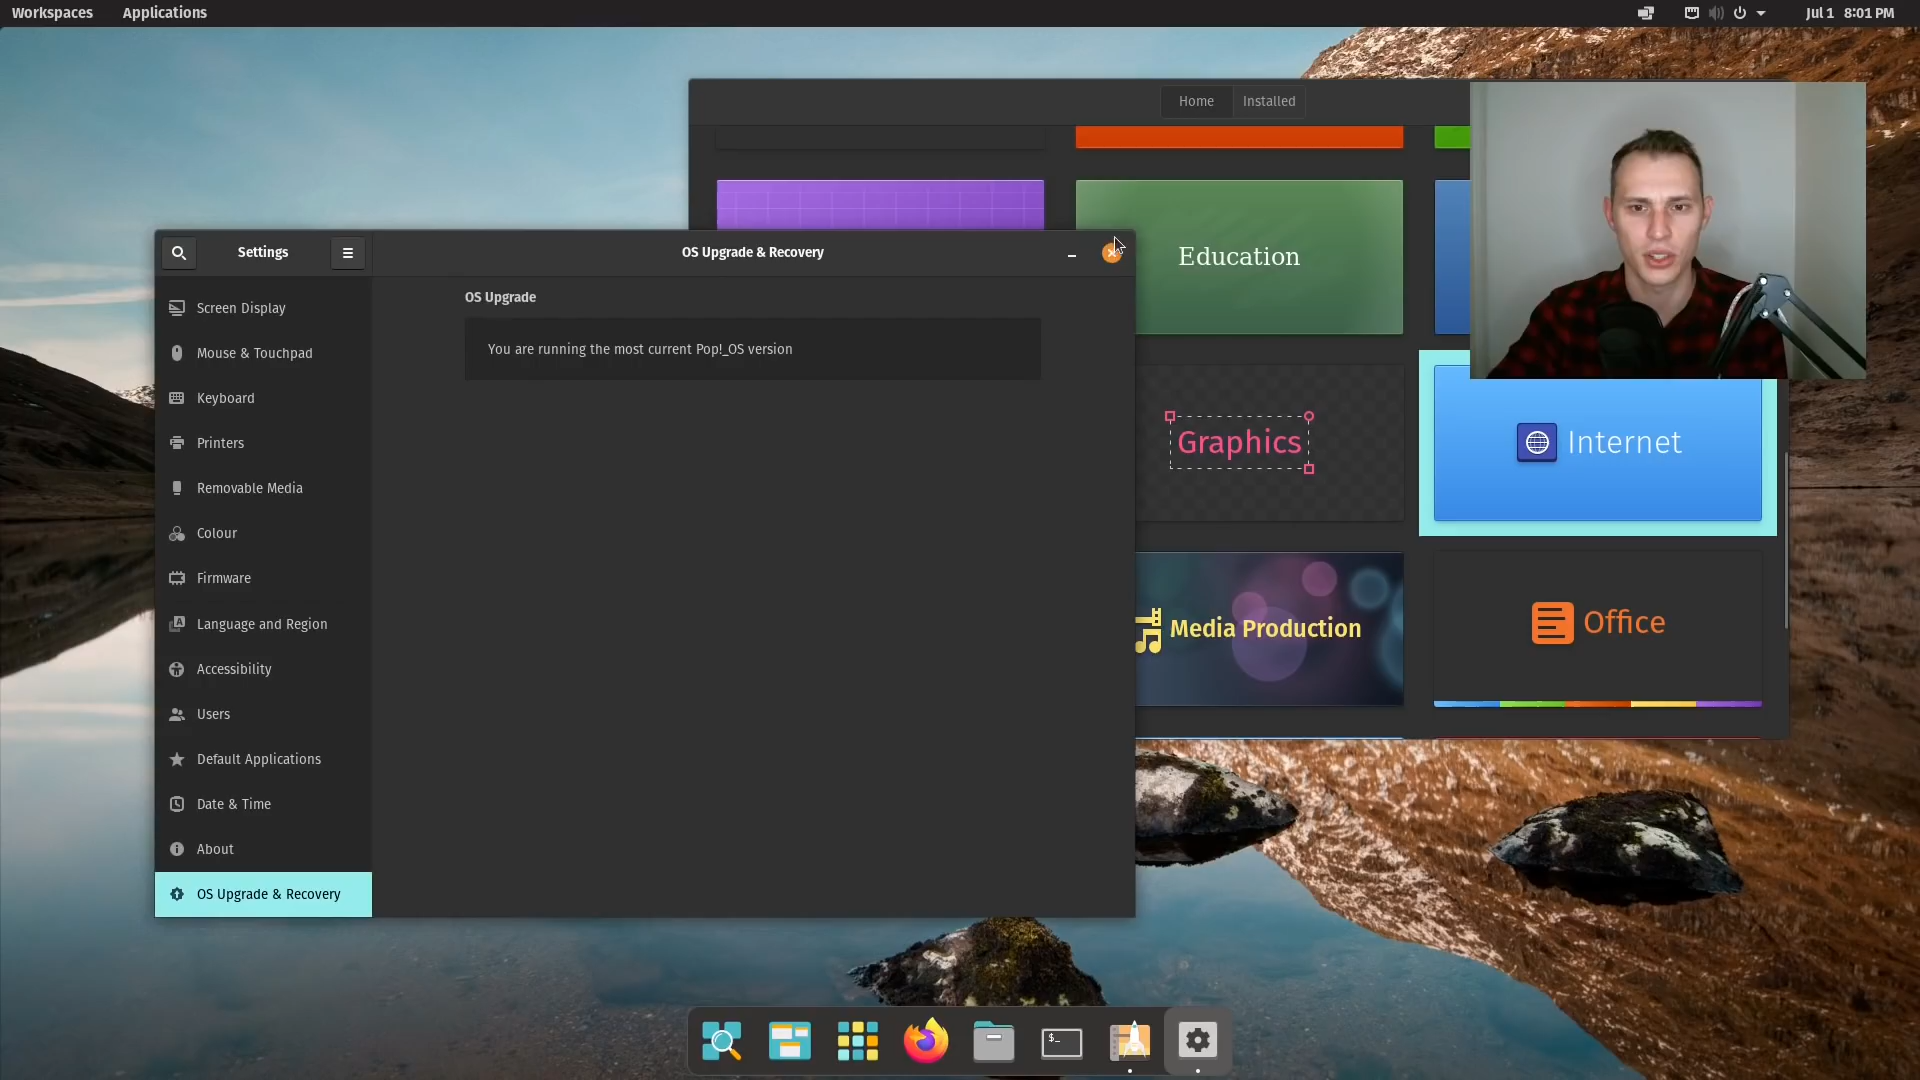 Workspaces
Applications
Jul 1 8:01 PM
Home
Installed
Education
Graphics
Internet
Media Production
Office
Settings
OS Upgrade & Recovery
Screen Display
Mouse & Touchpad
Keyboard
Printers
Removable Media
Colour
Firmware
Language and Region
Accessibility
Users
Default Applications
Date & Time
About
OS Upgrade & Recovery
OS Upgrade
You are running the most current Pop!_OS version
$_